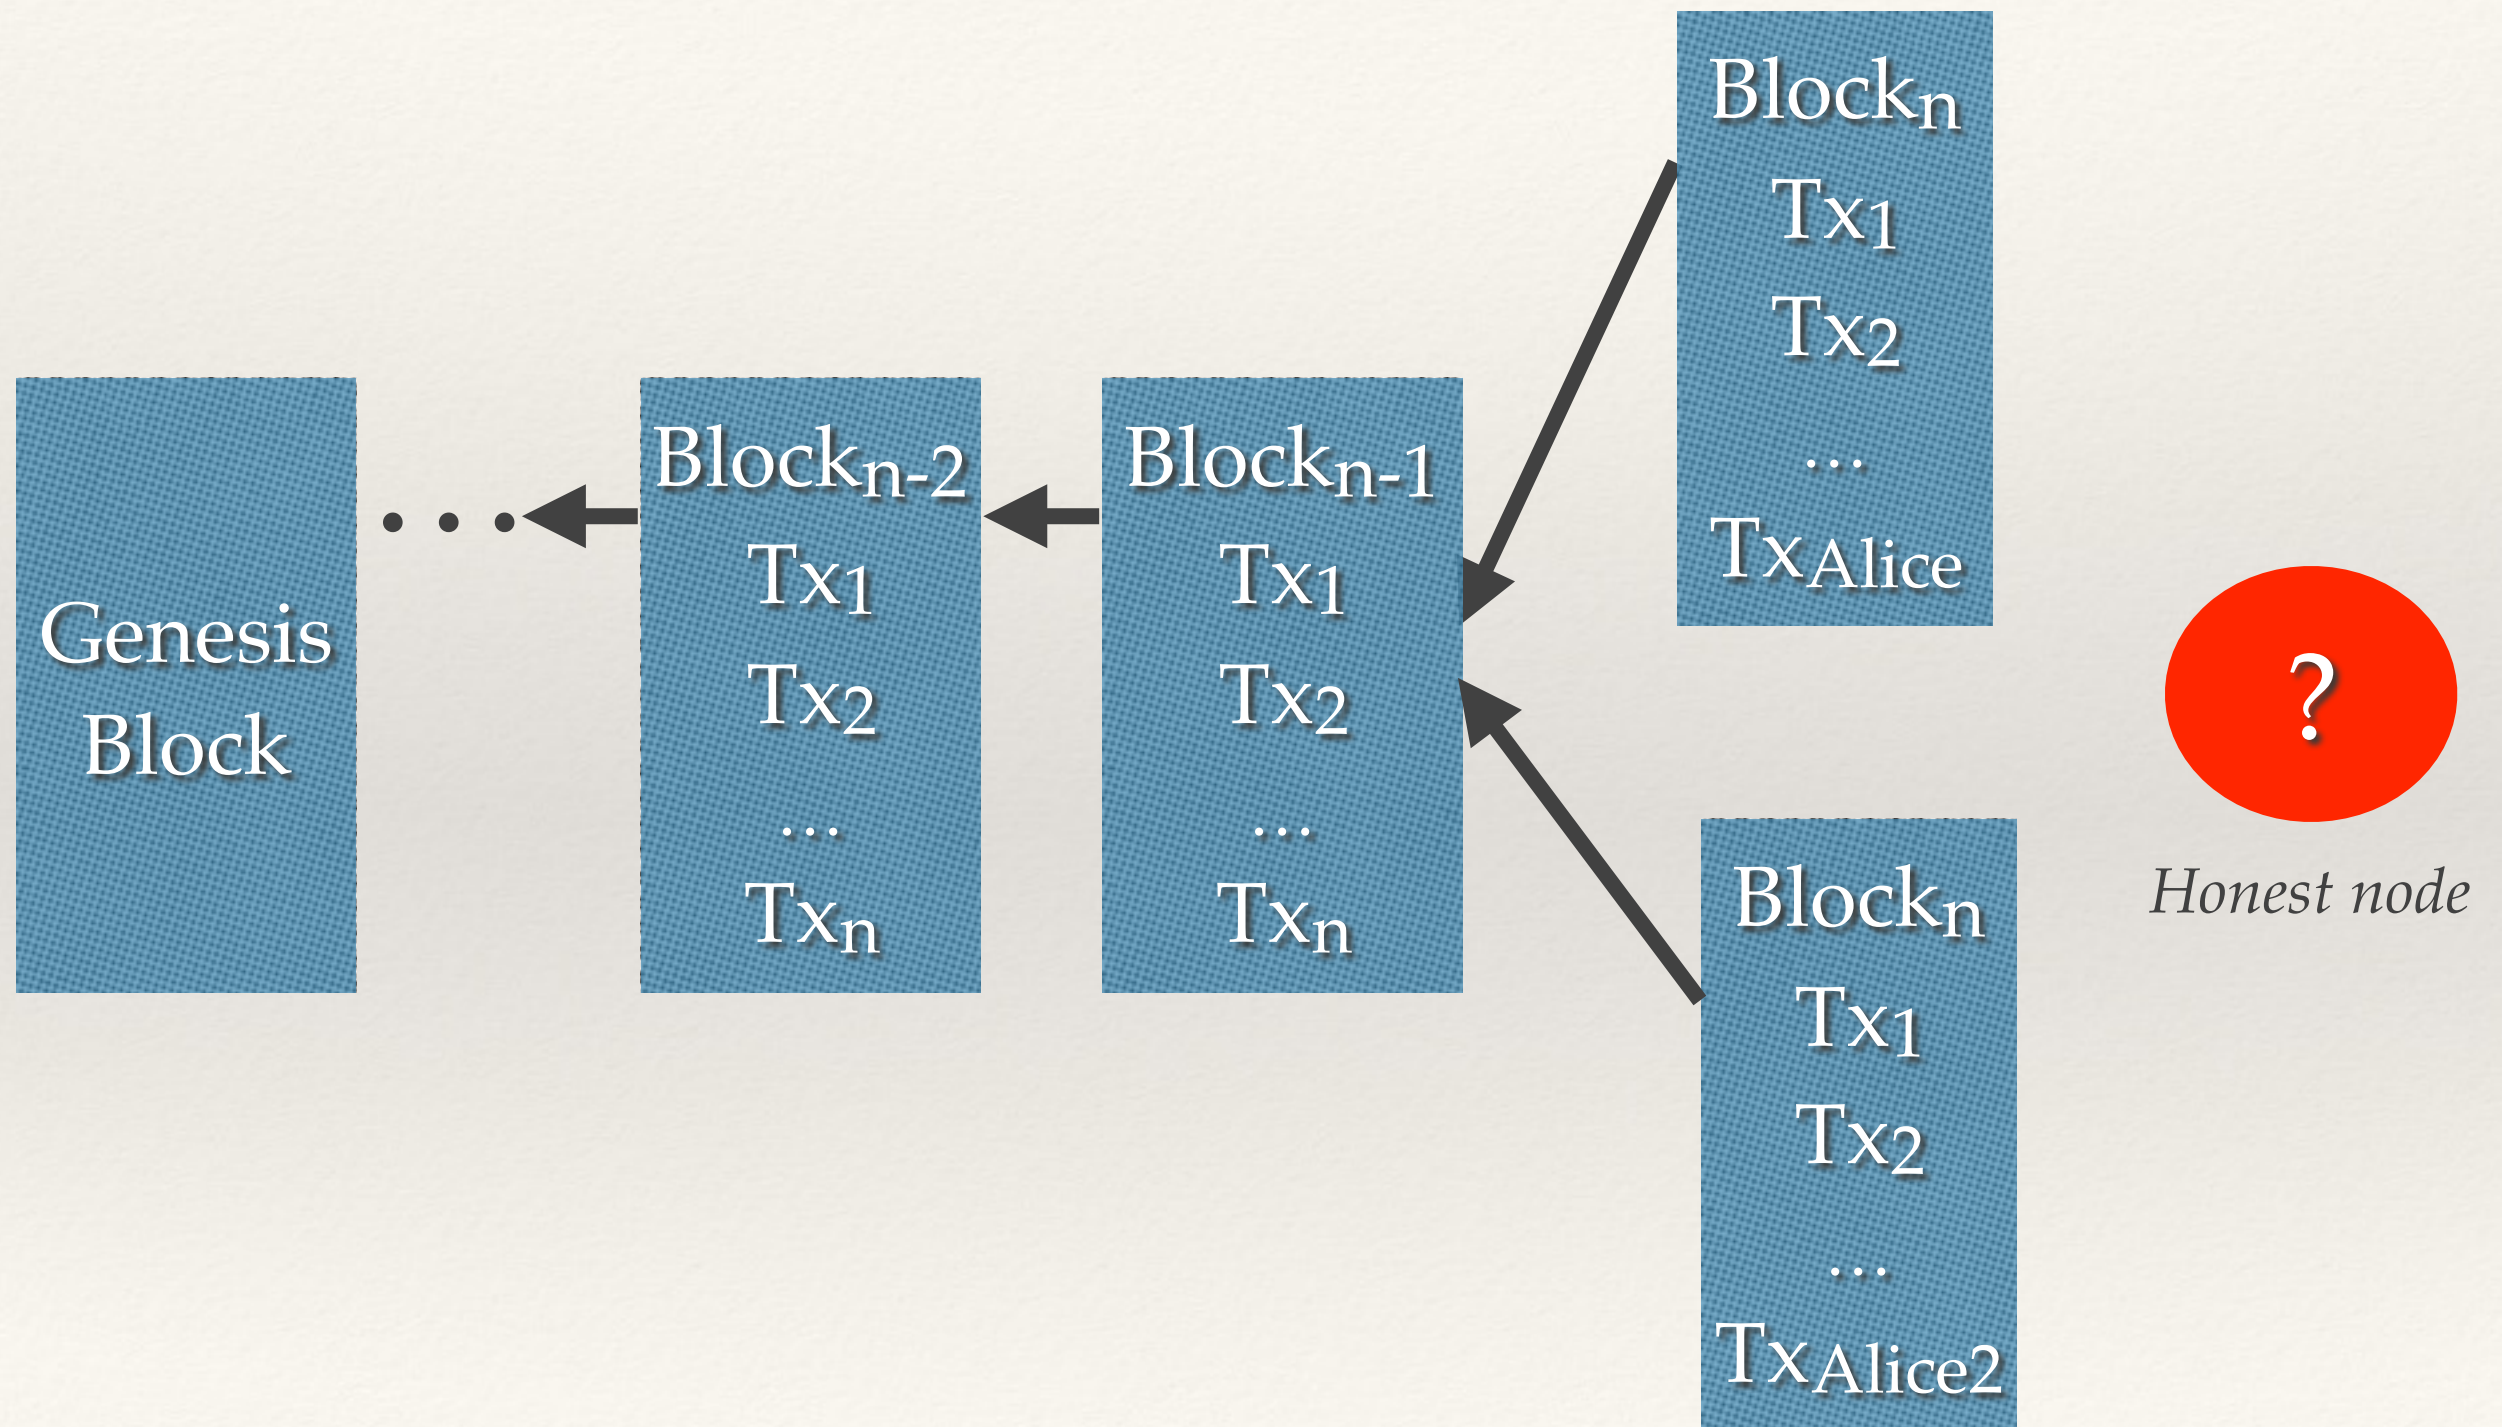 Genesis
Block
...
Blockn-2
Tx1
Tx2
...
Txn
Blockn-1
Tx1
Tx2
...
Txn
Blockn
Tx1
Tx2
...
TxAlice
Blockn
Tx1
Tx2
...
TxAlice2
?
Honest node